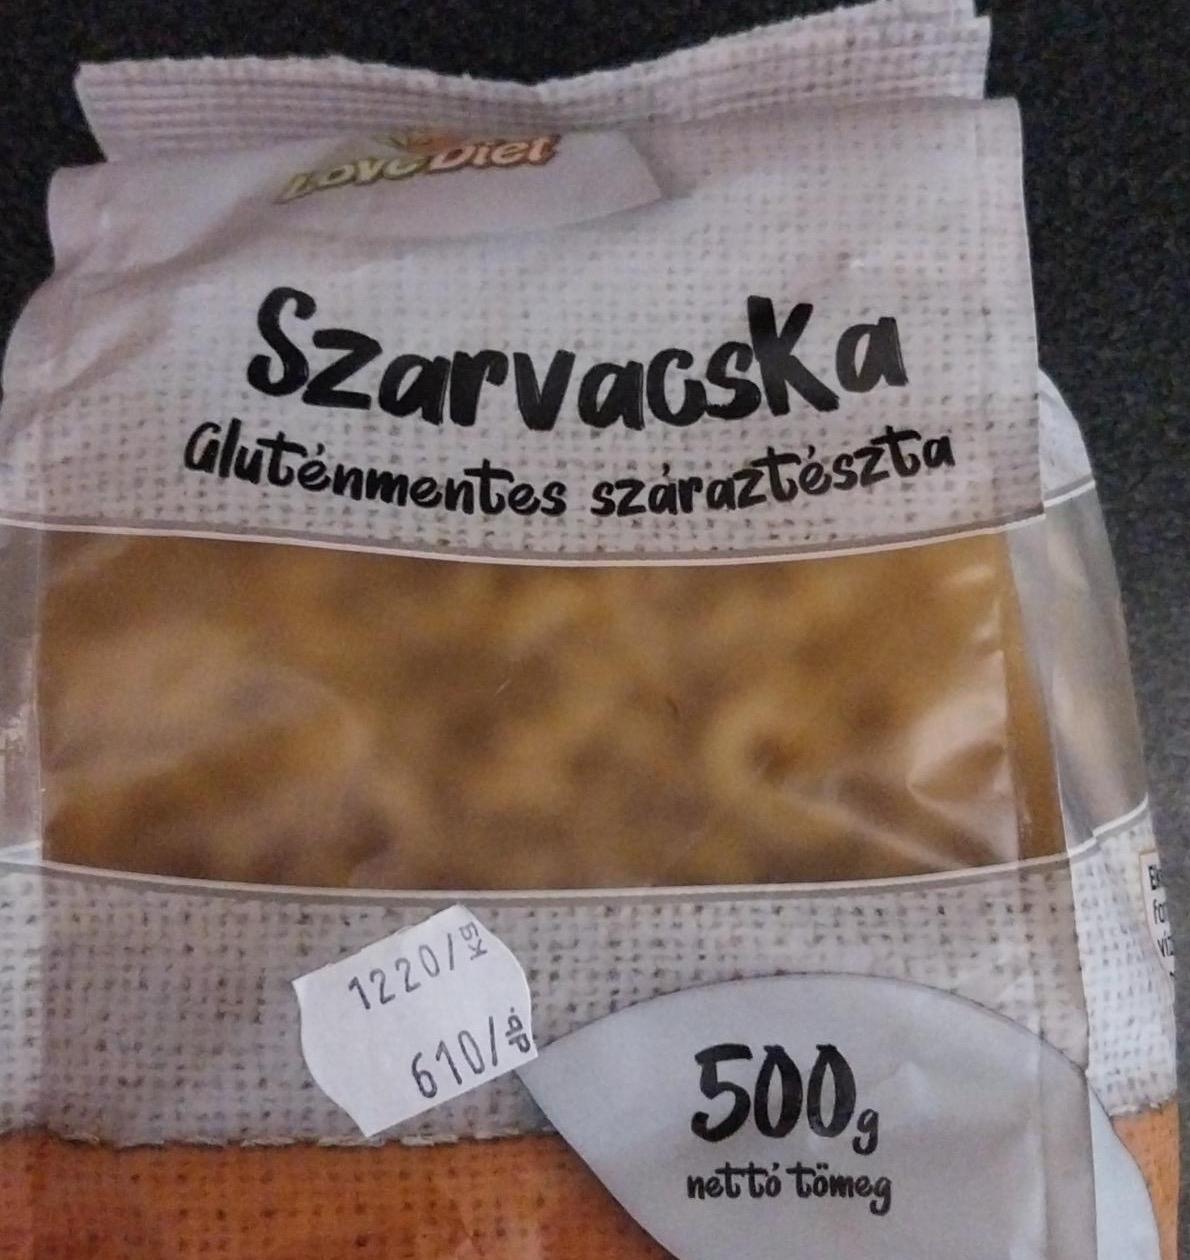 LoveDiet
Szarvacska
Gluténmentes száraztészta
1220/kg
610/db.
500g
nettó tömeg